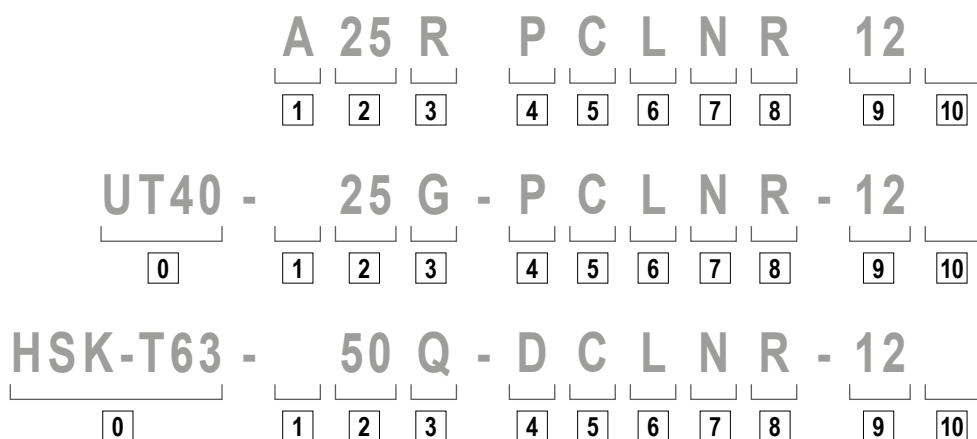 A 25 R P C L N R 12
1 2 3 4 5 6 7 8 9 10
UT40 - 25 G - P C L N R - 12
0 1 2 3 4 5 6 7 8 9 10
HSK-T63 - 50 Q - D C L N R - 12
0 1 2 3 4 5 6 7 8 9 10